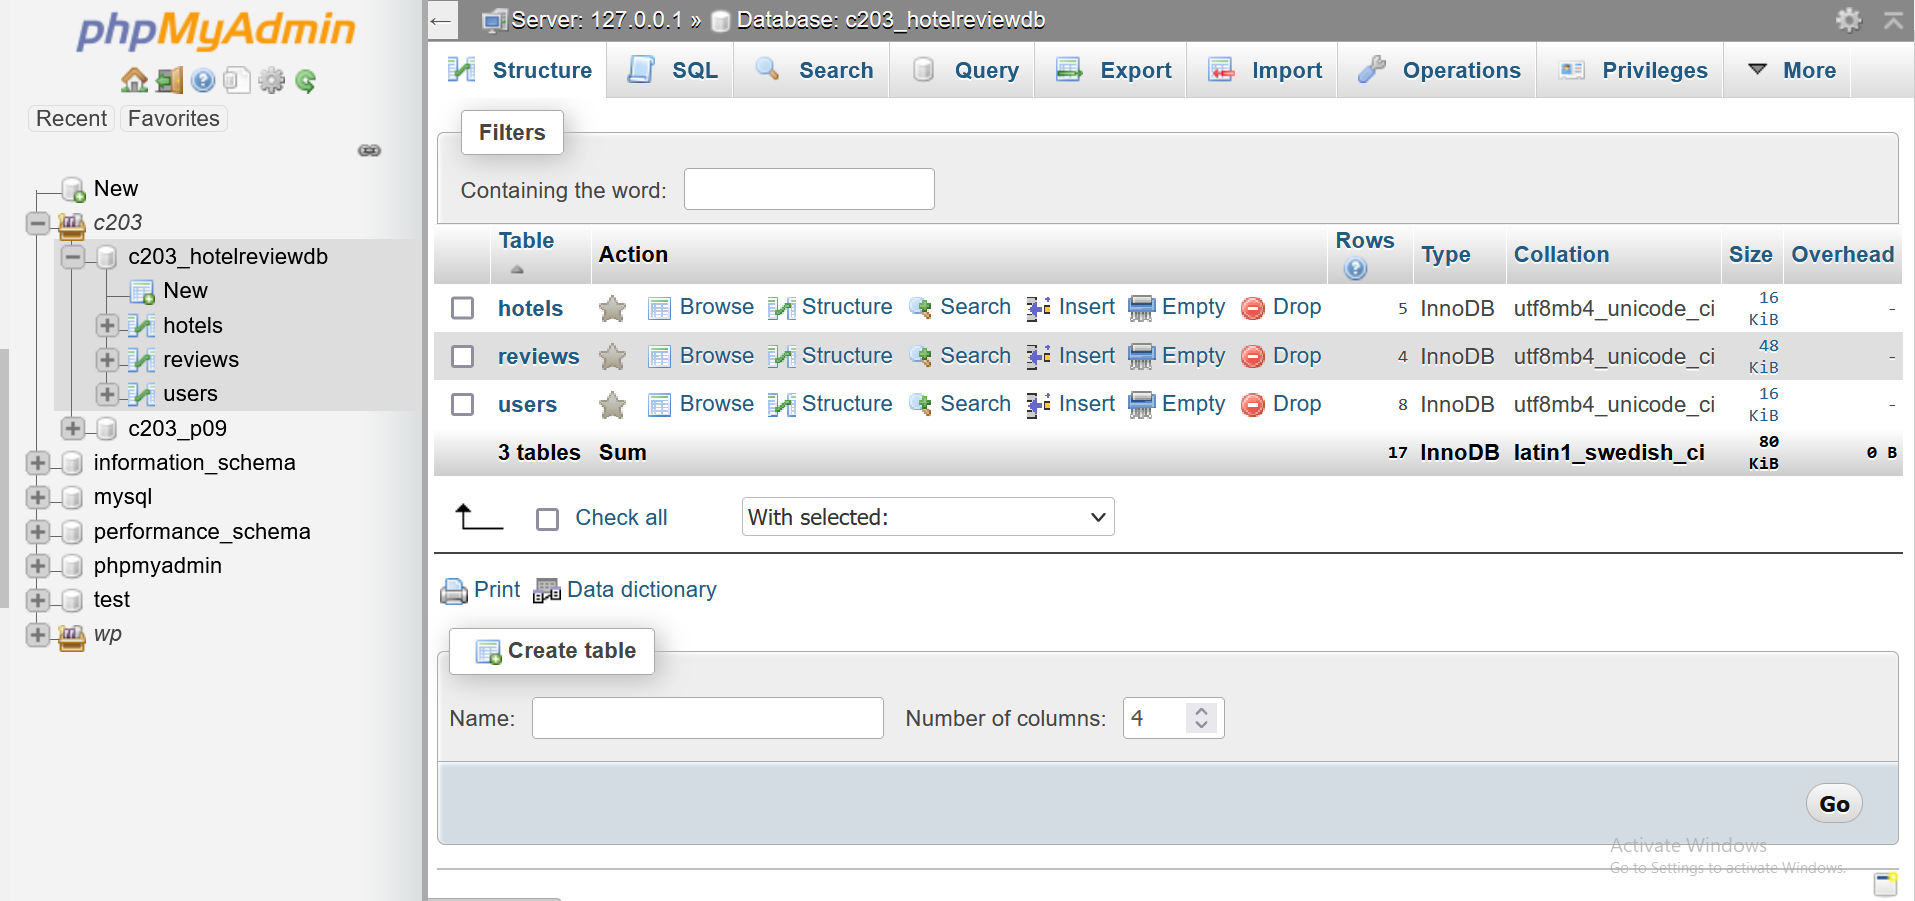 phpMyAdmin
Recent Favorites
New
c203
c203_hotelreviewdb
New
hotels
reviews
users
c203_p09
information_schema
mysql
performance_schema
phpmyadmin
test
wp
Server: 127.0.0.1 » Database: c203_hotelreviewdb
Structure SQL Search Query Export Import Operations Privileges More
Filters
Containing the word:
Table Action Rows Type Collation Size Overhead
hotels Browse Structure Search Insert Empty Drop 5 InnoDB utf8mb4_unicode_ci 16 KiB -
reviews Browse Structure Search Insert Empty Drop 4 InnoDB utf8mb4_unicode_ci 48 KiB -
users Browse Structure Search Insert Empty Drop 8 InnoDB utf8mb4_unicode_ci 16 KiB -
3 tables Sum 17 InnoDB latin1_swedish_ci 80 KiB 0 B
Check all With selected:
Print Data dictionary
Create table
Name: Number of columns: 4
Go
Activate Windows
Go to Settings to activate Windows.